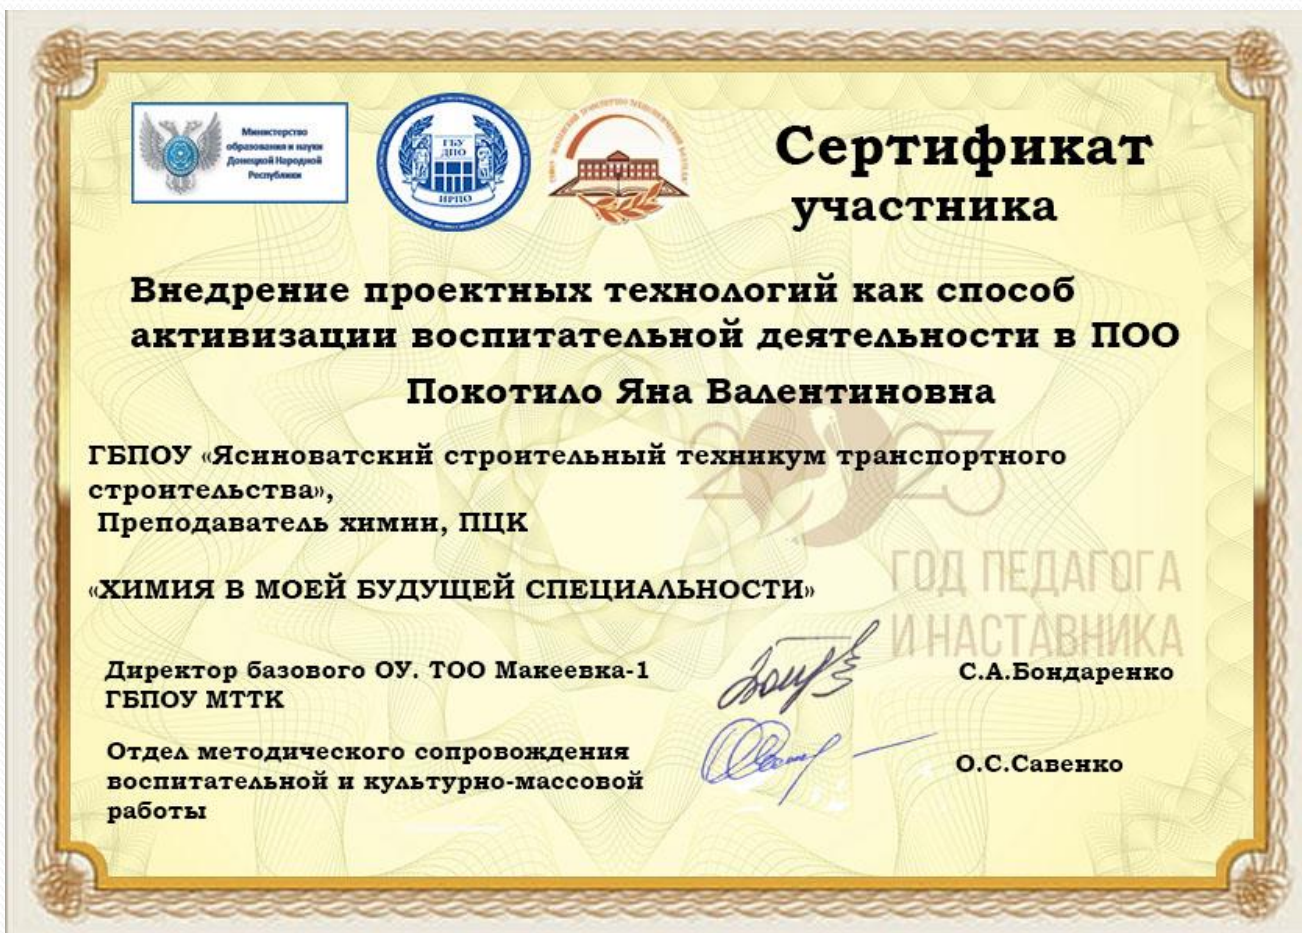 Министерство
образования и науки
Донецкой Народной
Республики
ГБУ
ДПО
ИРПО
Сертификат
участника
Внедрение проектных технологий как способ
активизации воспитательной деятельности в ПОО
Покотило Яна Валентиновна
2023
ГБПОУ «Ясиноватский строительный техникум транспортного
строительства»,
Преподаватель химии, ПЦК
ГОД ПЕДАГОГА
И НАСТАВНИКА
«ХИМИЯ В МОЕЙ БУДУЩЕЙ СПЕЦИАЛЬНОСТИ»
Директор базового ОУ. ТОО Макеевка-1
ГБПОУ МТТК
С.А.Бондаренко
Отдел методического сопровождения
воспитательной и культурно-массовой
работы
О.С.Савенко